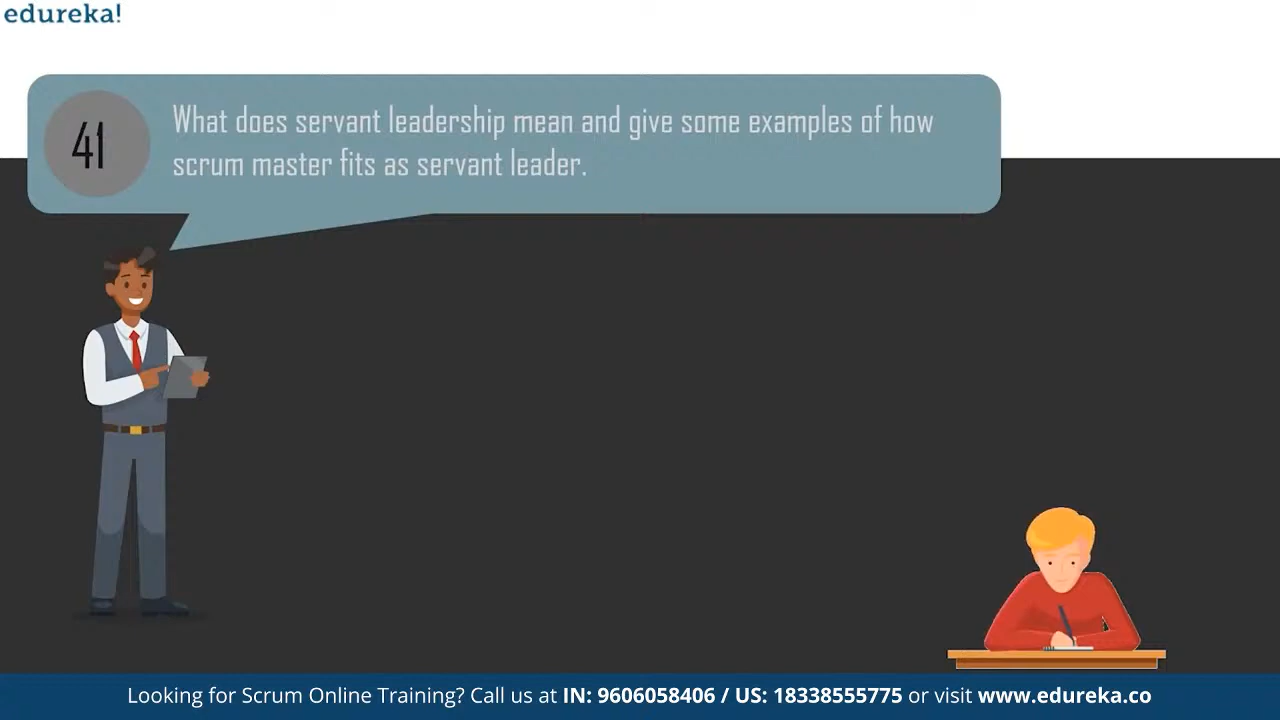 edureka!
41
What does servant leadership mean and give some examples of how
scrum master fits as servant leader.
Looking for Scrum Online Training? Call us at IN: 9606058406 / US: 18338555775 or visit www.edureka.co